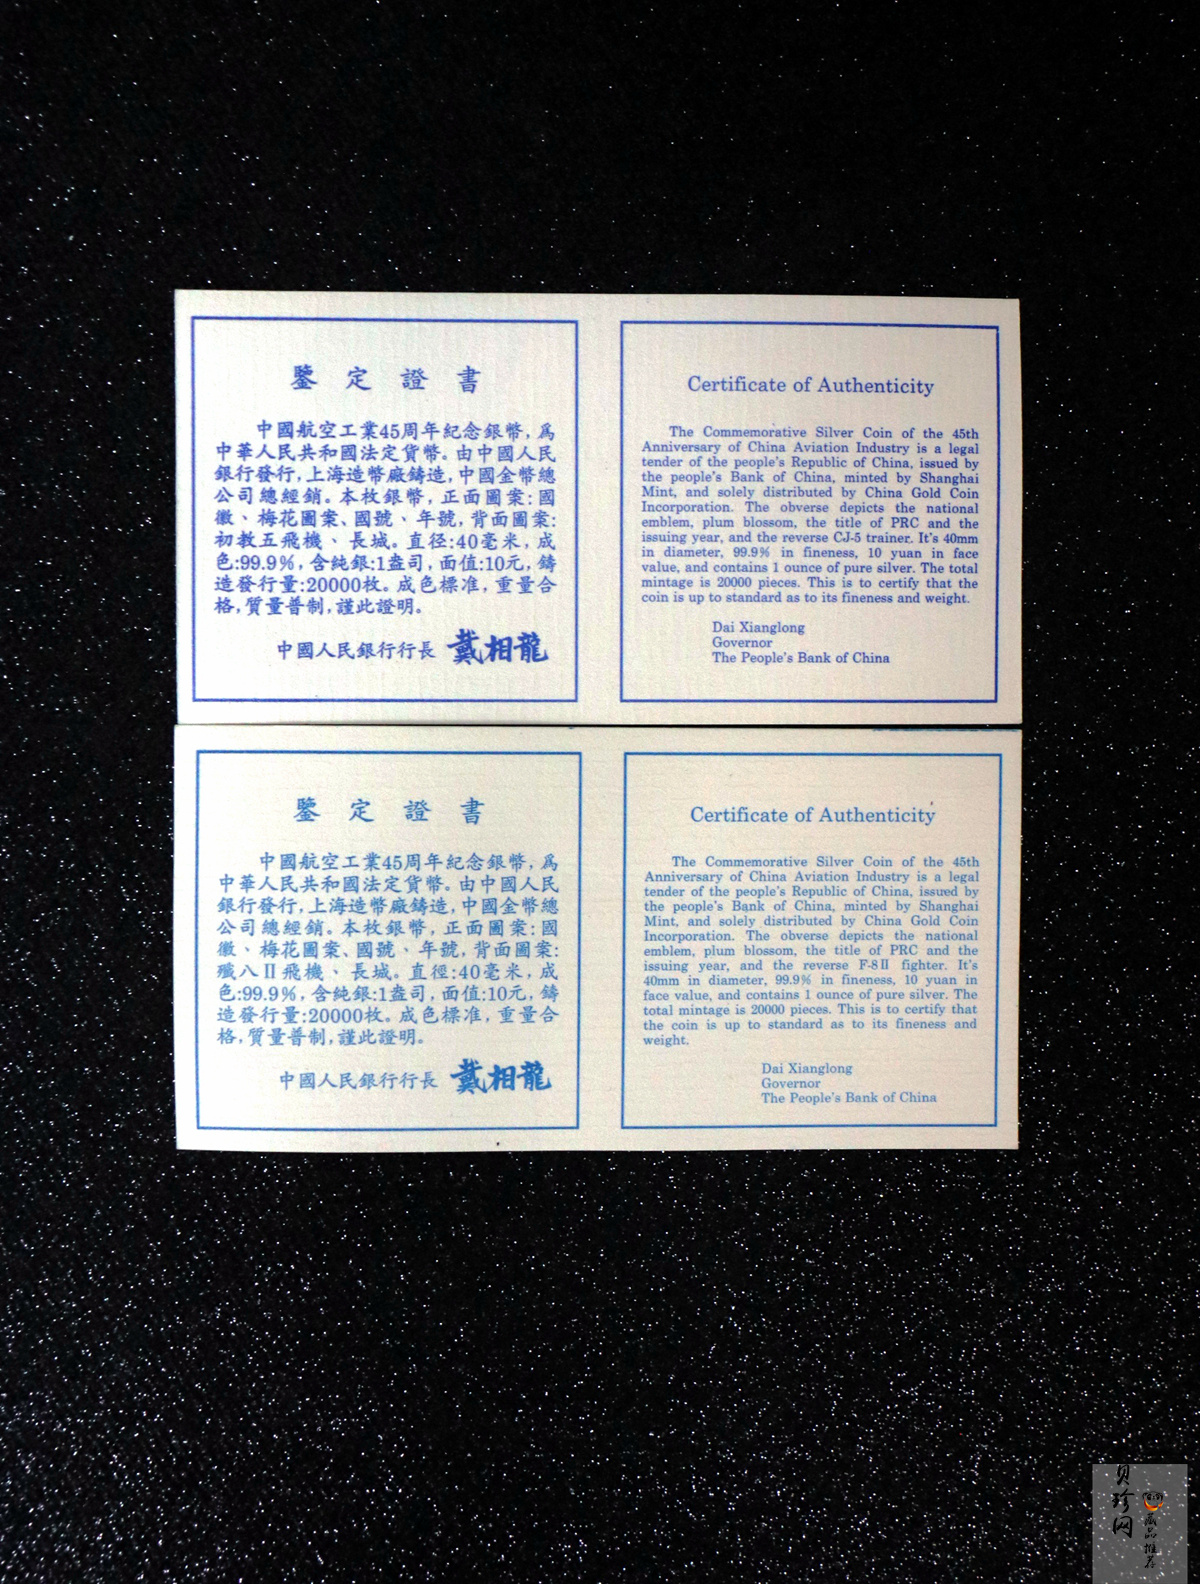 鑒定證書
中國航空工業45周年紀念銀幣,爲
中華人民共和國法定貨幣。由中國人民
銀行發行,上海造幣廠鑄造,中國金幣總
公司總經銷。本枚銀幣,正面圖案:國
徽、梅花圖案、國號、年號,背面圖案:
初教五飛機、長城。直径:40毫米,成
色:99.9%,含純銀:1盎司,面值:10元,鑄
造發行量:20000枚。成色標准,重量合
格,質量普制,謹此證明。
中國人民銀行行長 戴相龍
Certificate of Authenticity
The Commemorative Silver Coin of the 45th
Anniversary of China Aviation Industry is a legal
tender of the people's Republic of China, issued by
the people's Bank of China, minted by Shanghai
Mint, and solely distributed by China Gold Coin
Incorporation. The obverse depicts the national
emblem, plum blossom, the title of PRC and the
issuing year, and the reverse CJ-5 trainer. It's 40mm
in diameter, 99.9% in fineness, 10 yuan in face
value, and contains 1 ounce of pure silver. The total
mintage is 20000 pieces. This is to certify that the
coin is up to standard as to its fineness and weight.
Dai Xianglong
Governor
The People's Bank of China
鑒定證書
中國航空工業45周年紀念銀幣,爲
中華人民共和國法定貨幣。由中國人民
銀行發行,上海造幣廠鑄造,中國金幣總
公司總經銷。本枚銀幣,正面圖案:國
徽、梅花圖案、國號、年號,背面圖案:
殲八Ⅱ飛機、長城。直徑:40毫米,成
色:99.9%,含純銀:1盎司,面值:10元,鑄
造發行量:20000枚。成色標准,重量合
格,質量普制,謹此證明。
中國人民銀行行長 戴相龍
Certificate of Authenticity
The Commemorative Silver Coin of the 45th
Anniversary of China Aviation Industry is a legal
tender of the people's Republic of China, issued by
the people's Bank of China, minted by Shanghai
Mint, and solely distributed by China Gold Coin
Incorporation. The obverse depicts the national
emblem, plum blossom, the title of PRC and the
issuing year, and the reverse F-8Ⅱ fighter. It's
40mm in diameter, 99.9% in fineness, 10 yuan in
face value, and contains 1 ounce of pure silver. The
total mintage is 20000 pieces. This is to certify that
the coin is up to standard as to its fineness and
weight.
Dai Xianglong
Governor
The People's Bank of China
贝珍网
藏品推荐